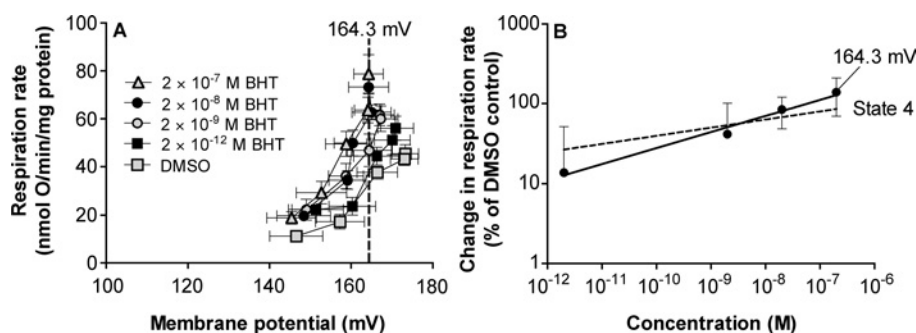 A
164.3 mV
Respiration rate
(nmol O/min/mg protein)
100
80
60
40
20
0
2 × 10⁻⁷ M BHT
2 × 10⁻⁸ M BHT
2 × 10⁻⁹ M BHT
2 × 10⁻¹² M BHT
DMSO
100 120 140 160 180
Membrane potential (mV)
B
Change in respiration rate
(% of DMSO control)
1000
100
10
1
164.3 mV
State 4
10⁻¹² 10⁻¹¹ 10⁻¹⁰ 10⁻⁹ 10⁻⁸ 10⁻⁷ 10⁻⁶
Concentration (M)